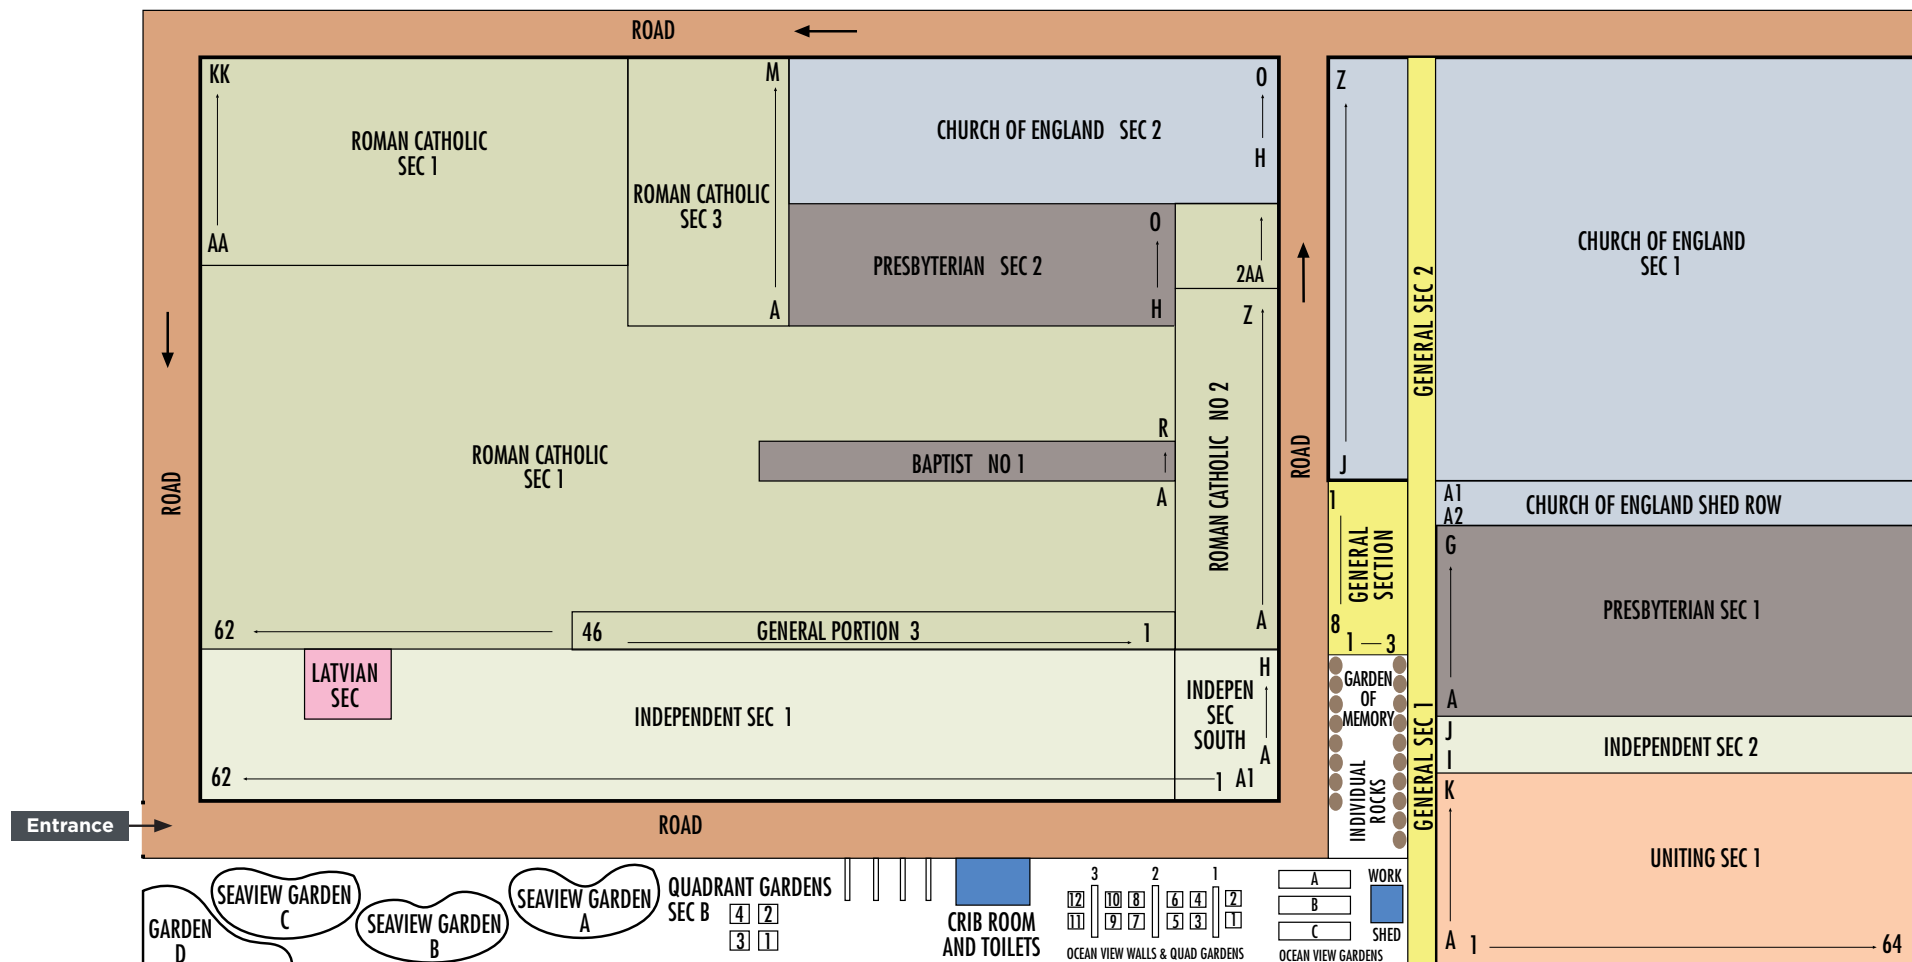 ROAD
KK
AA
ROMAN CATHOLIC
SEC 1
M
ROMAN CATHOLIC
SEC 3
A
CHURCH OF ENGLAND SEC 2
O
H
PRESBYTERIAN SEC 2
O
H
2AA
Z
ROMAN CATHOLIC NO 2
A
ROMAN CATHOLIC
SEC 1
R
BAPTIST NO 1
A
62
46
GENERAL PORTION 3
1
LATVIAN
SEC
INDEPENDENT SEC 1
62
1
H
INDEPEN
SEC
SOUTH
A
A1
ROAD
ROAD
ROAD
Entrance
Z
J
GENERAL SEC 2
CHURCH OF ENGLAND
SEC 1
1
GENERAL
SECTION
8
1
3
GARDEN
OF
MEMORY
INDIVIDUAL
ROCKS
GENERAL SEC 1
A1
A2
CHURCH OF ENGLAND SHED ROW
G
PRESBYTERIAN SEC 1
A
J
I
INDEPENDENT SEC 2
K
UNITING SEC 1
A
1
64
GARDEN
D
SEAVIEW GARDEN
C
SEAVIEW GARDEN
B
SEAVIEW GARDEN
A
QUADRANT GARDENS
SEC B
4 2
3 1
CRIB ROOM
AND TOILETS
3 2 1
12 10 8 6 4 2
11 9 7 5 3 1
OCEAN VIEW WALLS & QUAD GARDENS
A
B
C
OCEAN VIEW GARDENS
WORK
SHED